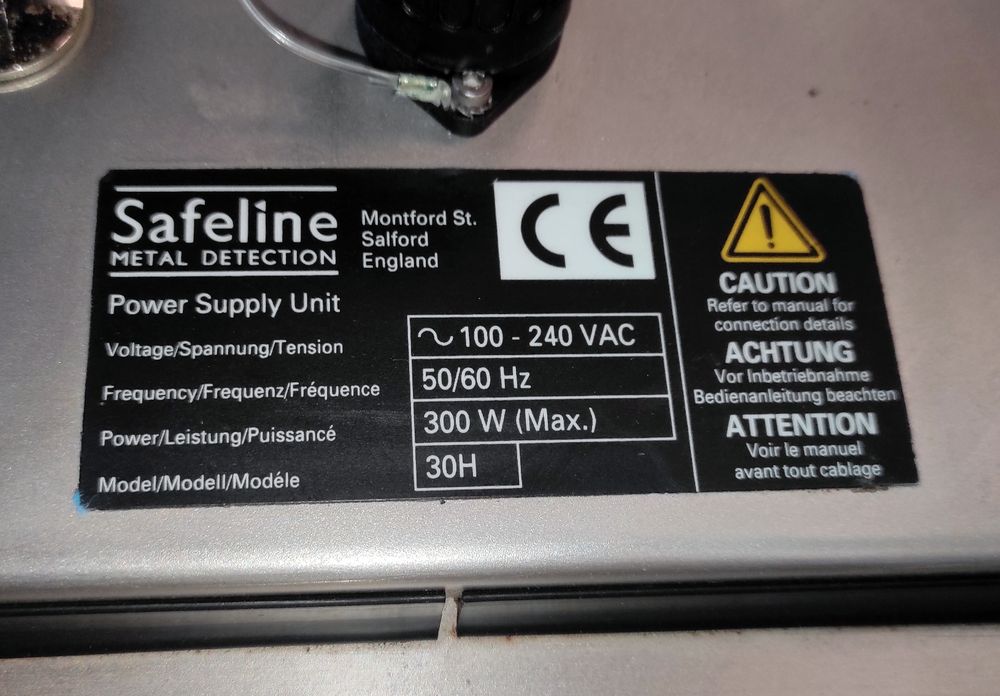 Safeline
METAL DETECTION
Montford St.
Salford
England
CE
Power Supply Unit
Voltage/Spannung/Tension
~ 100 - 240 VAC
Frequency/Frequenz/Fréquence
50/60 Hz
Power/Leistung/Puissancé
300 W (Max.)
Model/Modell/Modéle
30H
CAUTION
Refer to manual for
connection details
ACHTUNG
Vor Inbetriebnahme
Bedienanleitung beachten
ATTENTION
Voir le manuel
avant tout cablage